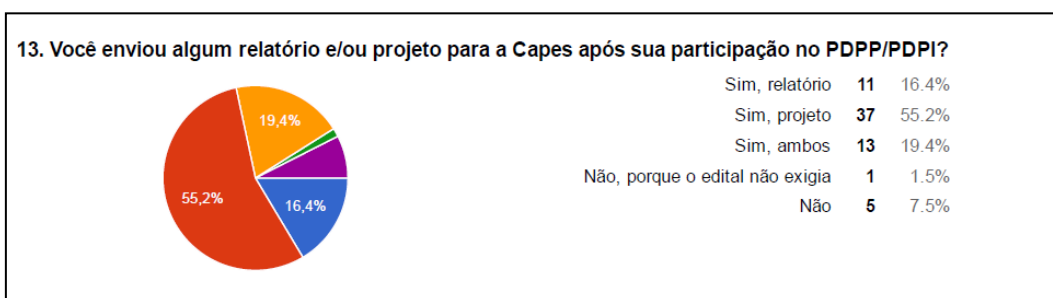 13. Você enviou algum relatório e/ou projeto para a Capes após sua participação no PDPP/PDPI?
Sim, relatório 11 16.4%
Sim, projeto 37 55.2%
Sim, ambos 13 19.4%
Não, porque o edital não exigia 1 1.5%
Não 5 7.5%
19,4%
55,2%
16,4%